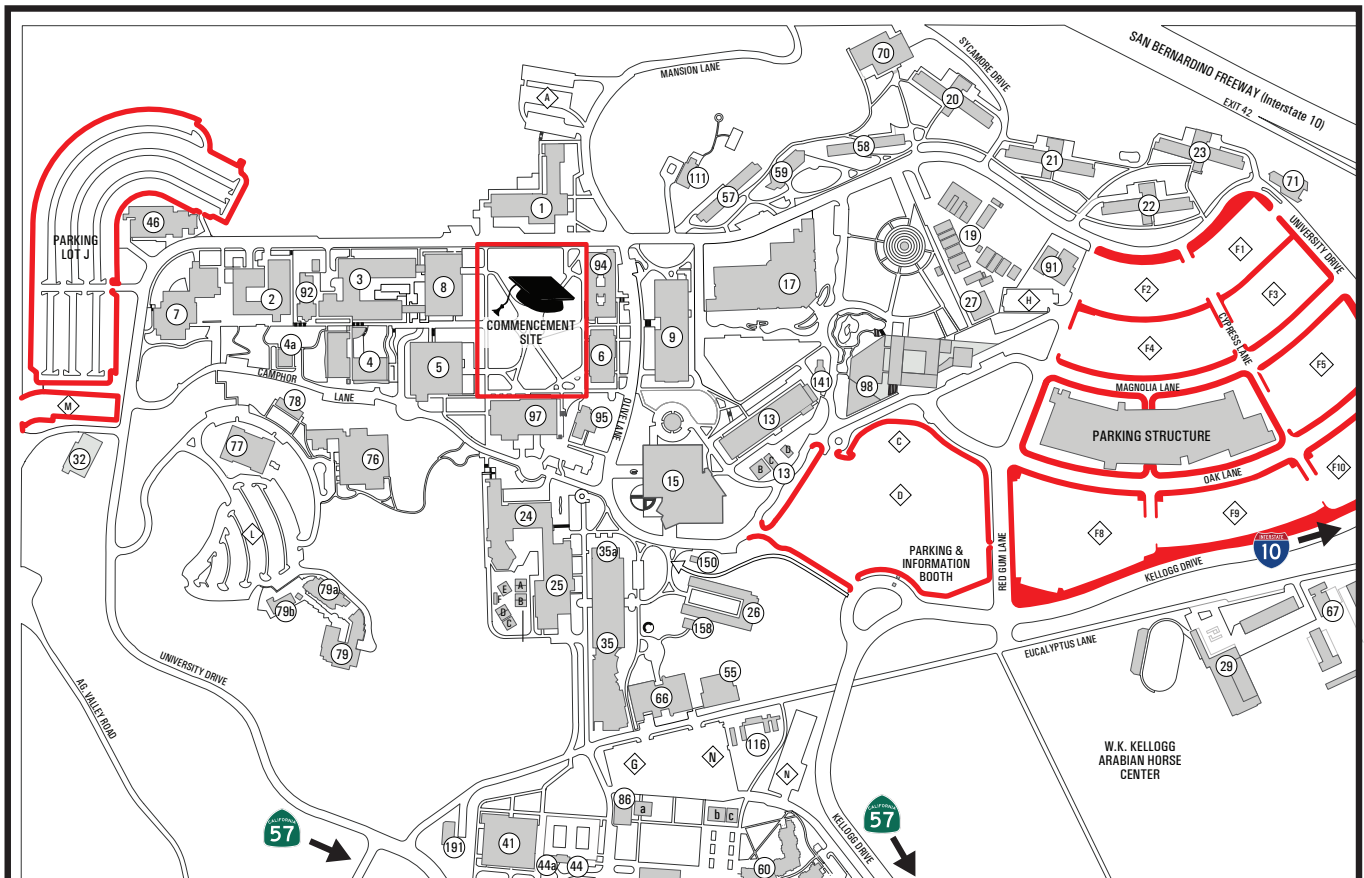 SAN BERNARDINO FREEWAY (Interstate 10)
EXIT 42
MANSION LANE
SYCAMORE DRIVE
70
A
20
58
59
21
23
111
57
71
1
22
UNIVERSITY DRIVE
46
PARKING
LOT J
19
94
F1
3
8
17
91
2
92
F2
F3
27
H
7
COMMENCEMENT
SITE
9
CYPRESS LANE
4a
4
6
F4
5
F5
98
141
CAMPHOR
LANE
MAGNOLIA LANE
M
78
97
95
OLIVE LANE
13
PARKING STRUCTURE
C
32
77
76
D
C
B
13
15
OAK LANE
F10
D
24
F9
L
F8
PARKING &
INFORMATION
BOOTH
RED GUM LANE
INTERSTATE
10
35a
150
KELLOGG DRIVE
79a
E
A
B
D
C
25
26
79b
67
158
79
35
EUCALYPTUS LANE
29
UNIVERSITY DRIVE
55
66
AG. VALLEY ROAD
116
W.K. KELLOGG
ARABIAN HORSE
CENTER
G
N
N
86
a
b
c
CALIFORNIA
57
CALIFORNIA
57
KELLOGG DRIVE
191
41
44a
44
60